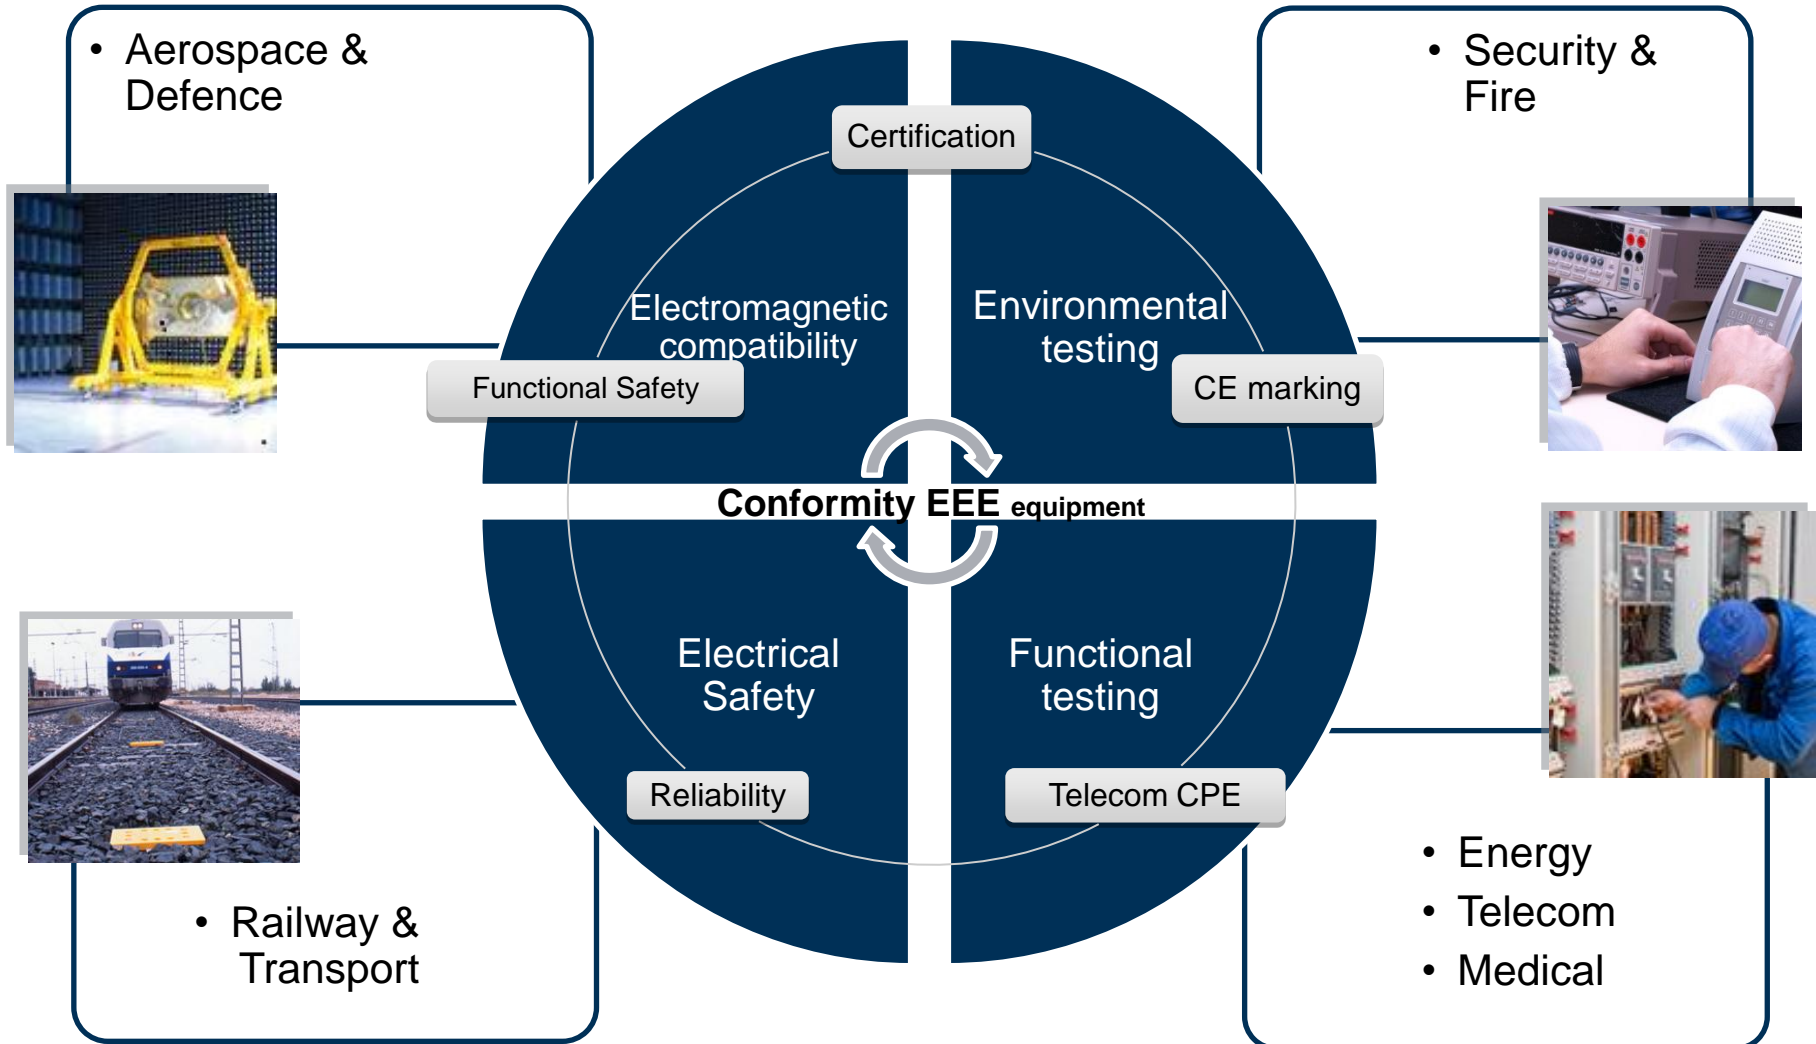 • Aerospace &
Defence
• Security &
Fire
Certification
Electromagnetic
compatibility
Environmental
testing
Functional Safety
CE marking
Conformity EEE equipment
Electrical
Safety
Functional
testing
Reliability
Telecom CPE
• Railway &
Transport
• Energy
• Telecom
• Medical